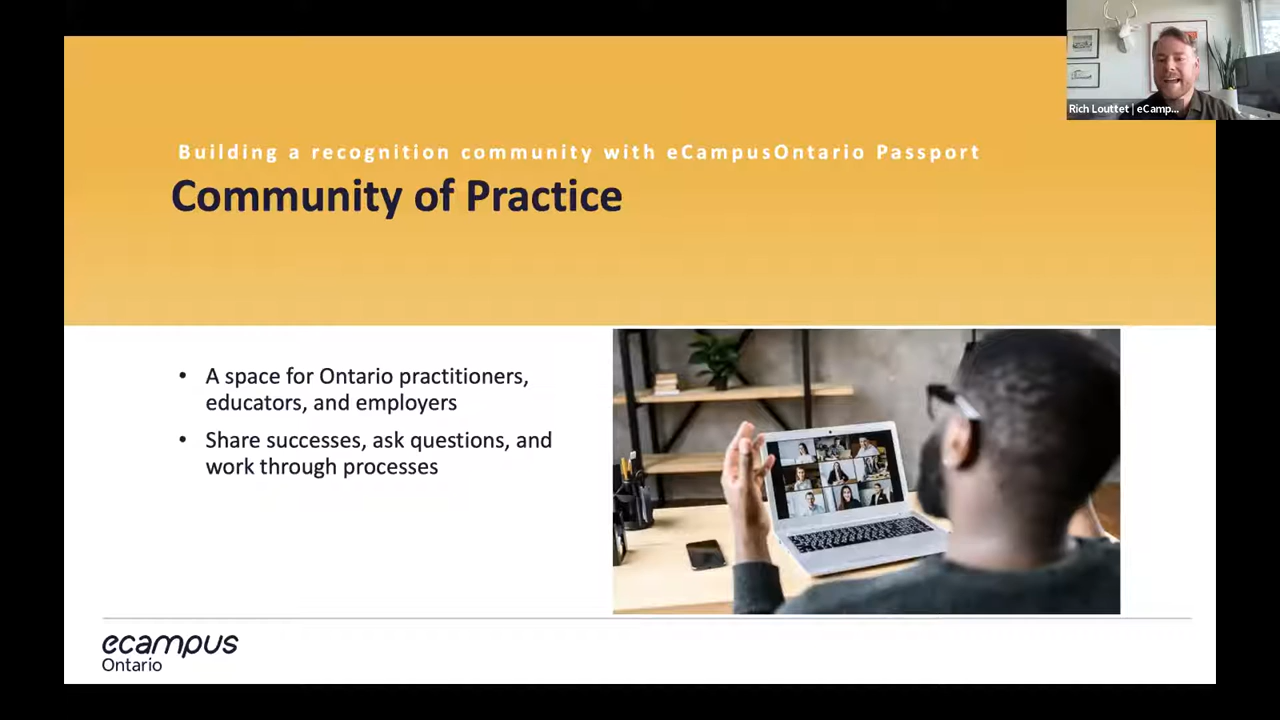 Rich Louttet | eCamp...
Building a recognition community with eCampusOntario Passport
Community of Practice
• A space for Ontario practitioners,
educators, and employers
• Share successes, ask questions, and
work through processes
ecampus
Ontario